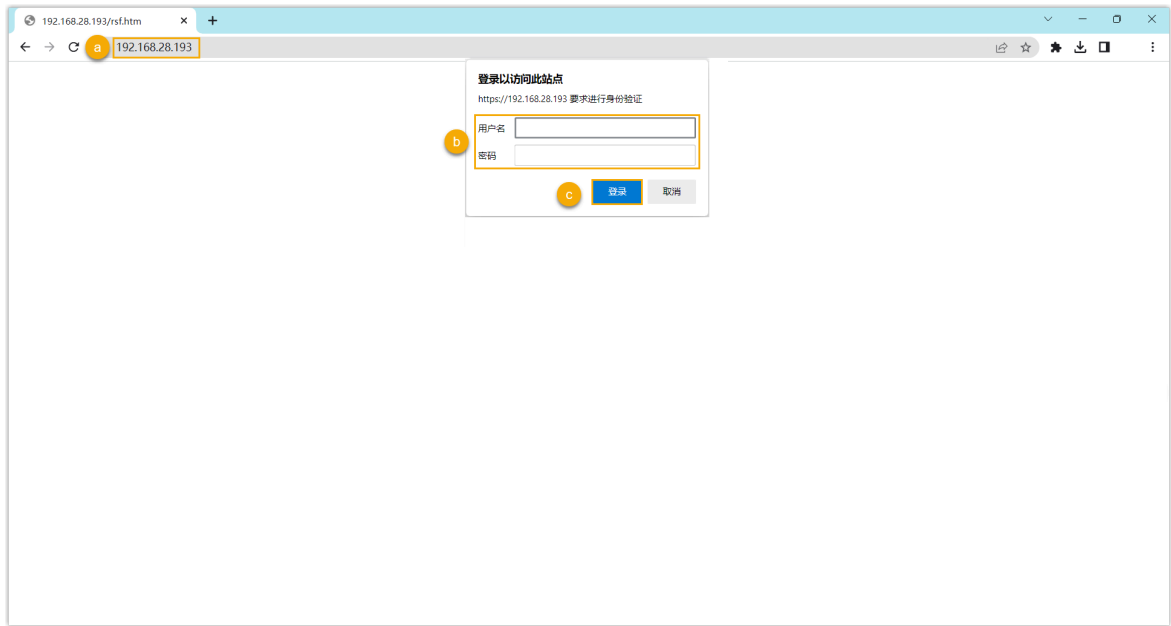 192.168.28.193/rsf.htm
a 192.168.28.193
登录以访问此站点
https://192.168.28.193 要求进行身份验证
用户名
b
密码
c 登录 取消